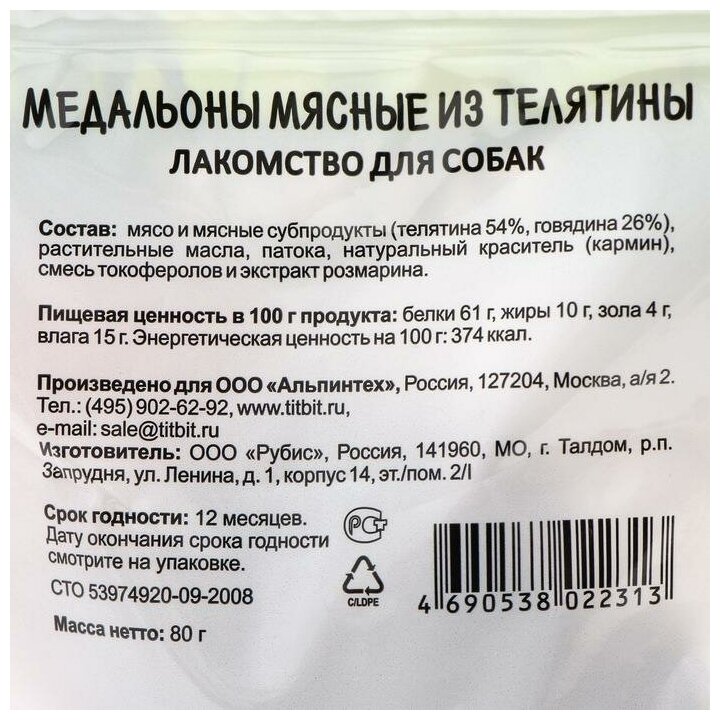 МЕДАЛЬОНЫ МЯСНЫЕ ИЗ ТЕЛЯТИНЫ
ЛАКОМСТВО ДЛЯ СОБАК
Состав: мясо и мясные субпродукты (телятина 54%, говядина 26%),
растительные масла, патока, натуральный краситель (кармин),
смесь токоферолов и экстракт розмарина.
Пищевая ценность в 100 г продукта: белки 61 г, жиры 10 г, зола 4 г,
влага 15 г. Энергетическая ценность на 100 г: 374 ккал.
Произведено для ООО «Альпинтех», Россия, 127204, Москва, а/я 2.
Тел.: (495) 902-62-92, www.titbit.ru,
e-mail: sale@titbit.ru
Изготовитель: ООО «Рубис», Россия, 141960, МО, г. Талдом, р.п.
Запрудня, ул. Ленина, д. 1, корпус 14, эт./пом. 2/I
Срок годности: 12 месяцев.
Дату окончания срока годности
смотрите на упаковке.
СТО 53974920-09-2008
Масса нетто: 80 г
РСТ
C/LDPE
4 690538 022313